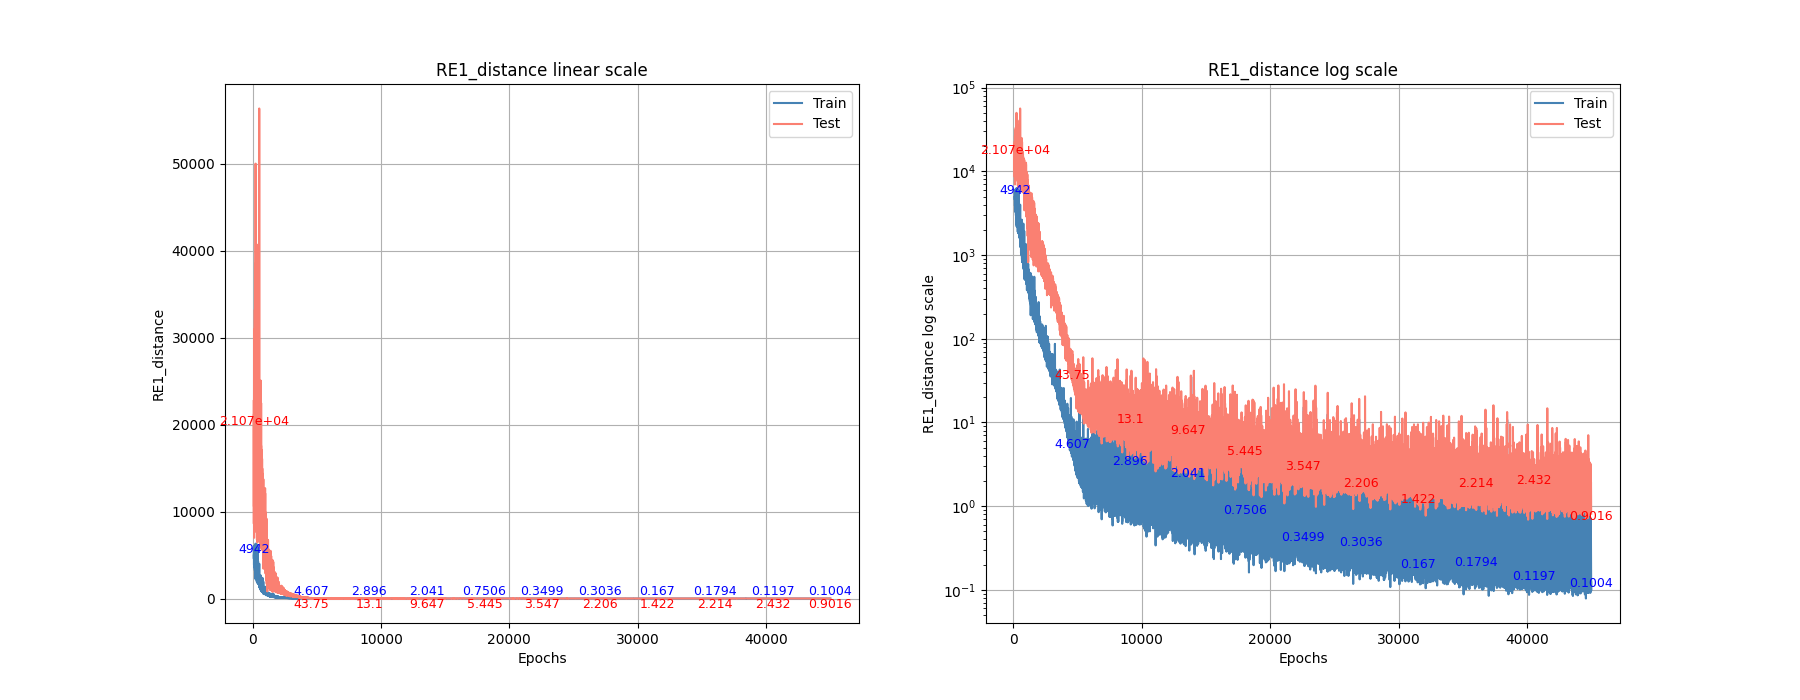 RE1_distance linear scale
RE1_distance
50000
40000
30000
20000
10000
0
2.107e+04
4942
4.607 2.896 2.041 0.7506 0.3499 0.3036 0.167 0.1794 0.1197 0.1004
43.75 13.1 9.647 5.445 3.547 2.206 1.422 2.214 2.432 0.9016
Train
Test
0 10000 20000 30000 40000
Epochs
RE1_distance log scale
RE1_distance log scale
10^5
10^4
10^3
10^2
10^1
10^0
10^-1
2.107e+04
4942
43.75 13.1 9.647 5.445 3.547 2.206 1.422 2.214 2.432 0.9016
4.607 2.896 2.041 0.7506 0.3499 0.3036 0.167 0.1794 0.1197 0.1004
Train
Test
0 10000 20000 30000 40000
Epochs